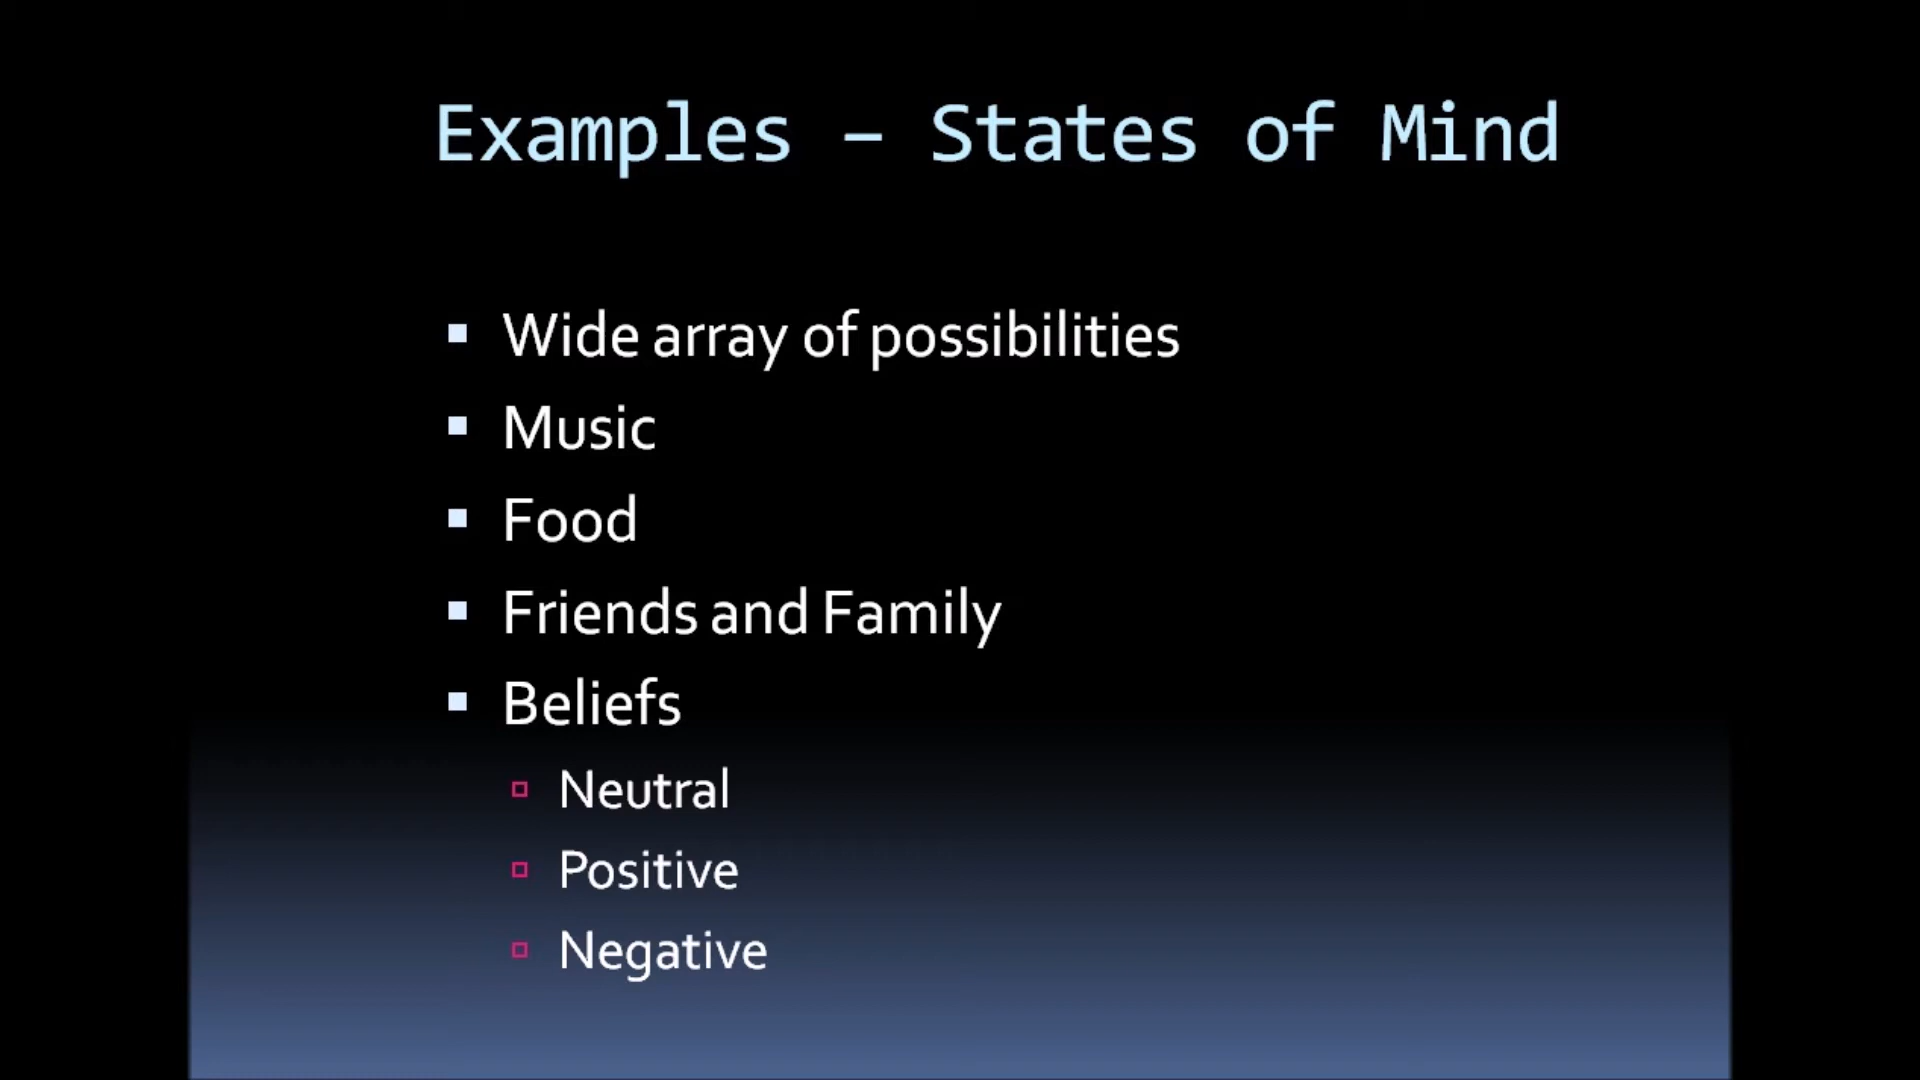 Examples – States of Mind
Wide array of possibilities
Music
Food
Friends and Family
Beliefs
Neutral
Positive
Negative